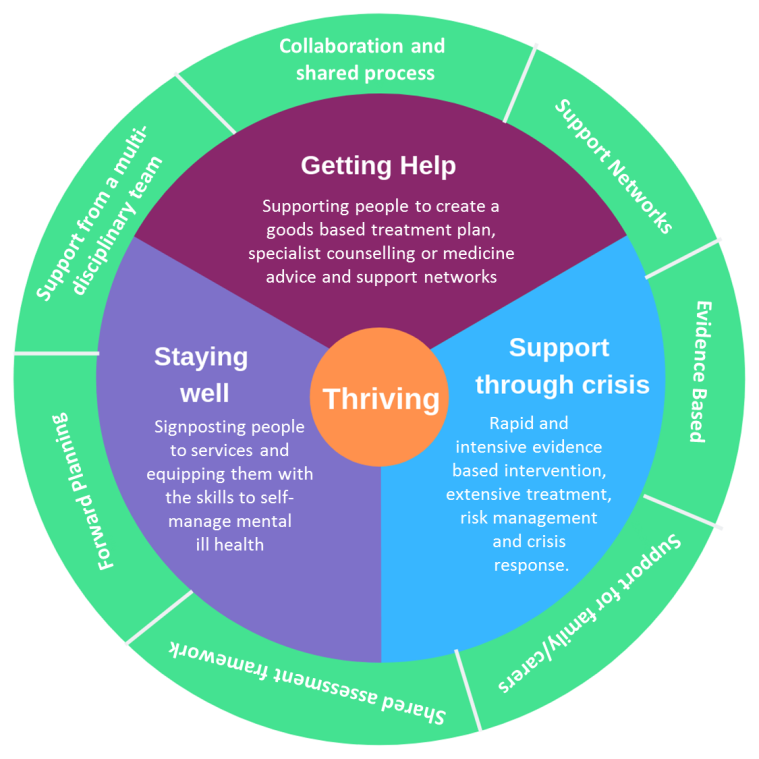 Collaboration and
shared process
Support Networks
Evidence Based
Support for family/carers
Shared assessment framework
Forward Planning
Support from a multi-
disciplinary team
Getting Help
Supporting people to create a
goods based treatment plan,
specialist counselling or medicine
advice and support networks
Support
through crisis
Rapid and
intensive evidence
based intervention,
extensive treatment,
risk management
and crisis
response.
Staying
well
Signposting people
to services and
equipping them with
the skills to self-
manage mental
ill health
Thriving